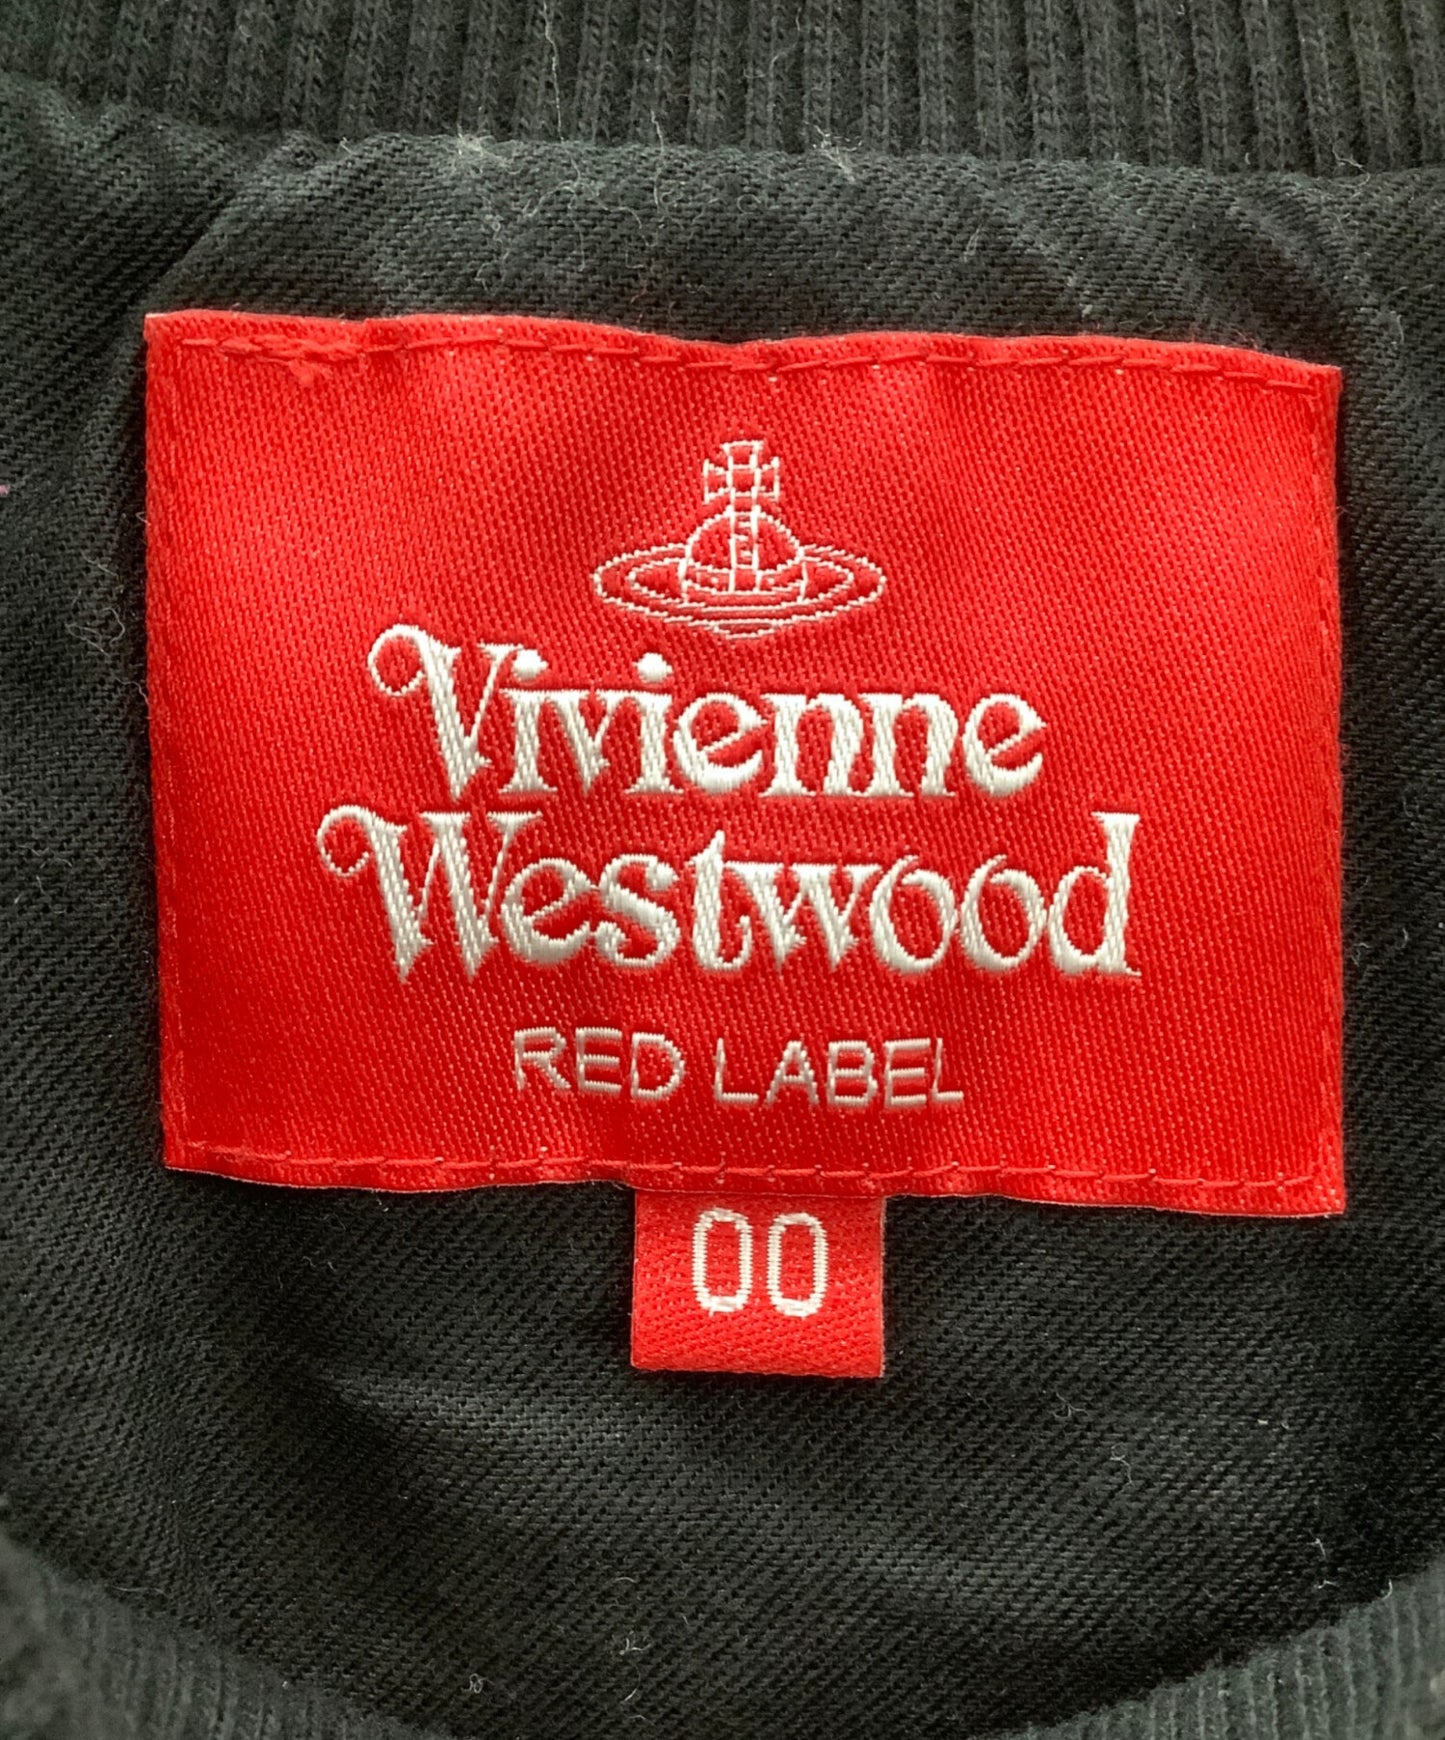 Vivienne
Westwood
RED LABEL
00